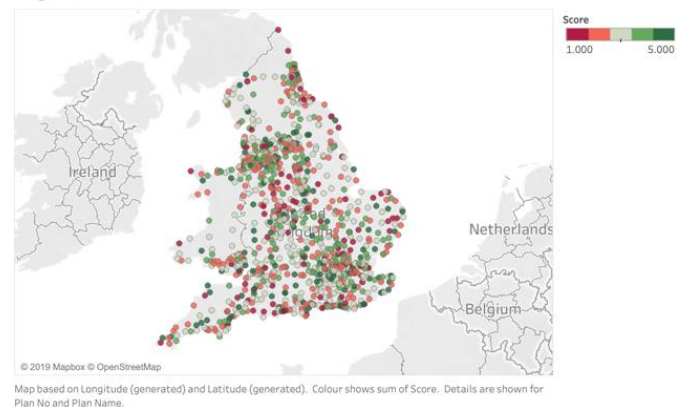 Score
1.000 5.000
Ireland
Netherlands
Belgium
© 2019 Mapbox © OpenStreetMap
Map based on Longitude (generated) and Latitude (generated). Colour shows sum of Score. Details are shown for
Plan No and Plan Name.